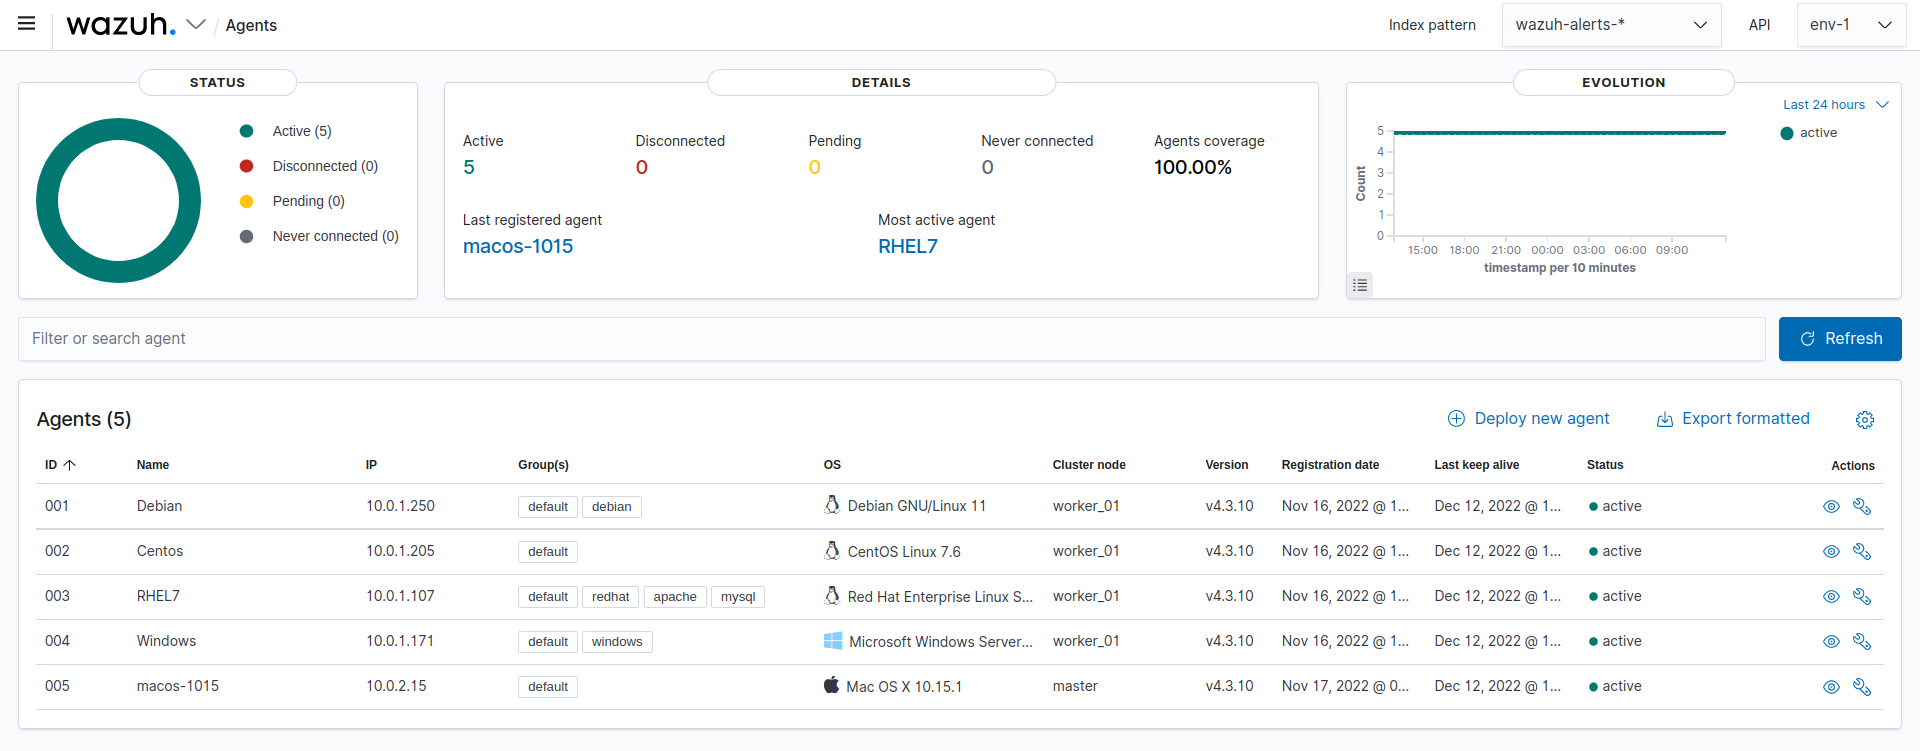 wazuh. / Agents Index pattern wazuh-alerts-* API env-1
STATUS
Active (5)
Disconnected (0)
Pending (0)
Never connected (0)
DETAILS
Active Disconnected Pending Never connected Agents coverage
5 0 0 0 100.00%
Last registered agent Most active agent
macos-1015 RHEL7
EVOLUTION
Last 24 hours
active
Count
5
4
3
2
1
0
15:00 18:00 21:00 00:00 03:00 06:00 09:00
timestamp per 10 minutes
Filter or search agent Refresh
Agents (5) Deploy new agent Export formatted
ID Name IP Group(s) OS Cluster node Version Registration date Last keep alive Status Actions
001 Debian 10.0.1.250 default debian Debian GNU/Linux 11 worker_01 v4.3.10 Nov 16, 2022 @ 1... Dec 12, 2022 @ 1... active
002 Centos 10.0.1.205 default CentOS Linux 7.6 worker_01 v4.3.10 Nov 16, 2022 @ 1... Dec 12, 2022 @ 1... active
003 RHEL7 10.0.1.107 default redhat apache mysql Red Hat Enterprise Linux S... worker_01 v4.3.10 Nov 16, 2022 @ 1... Dec 12, 2022 @ 1... active
004 Windows 10.0.1.171 default windows Microsoft Windows Server... worker_01 v4.3.10 Nov 16, 2022 @ 1... Dec 12, 2022 @ 1... active
005 macos-1015 10.0.2.15 default Mac OS X 10.15.1 master v4.3.10 Nov 17, 2022 @ 0... Dec 12, 2022 @ 1... active